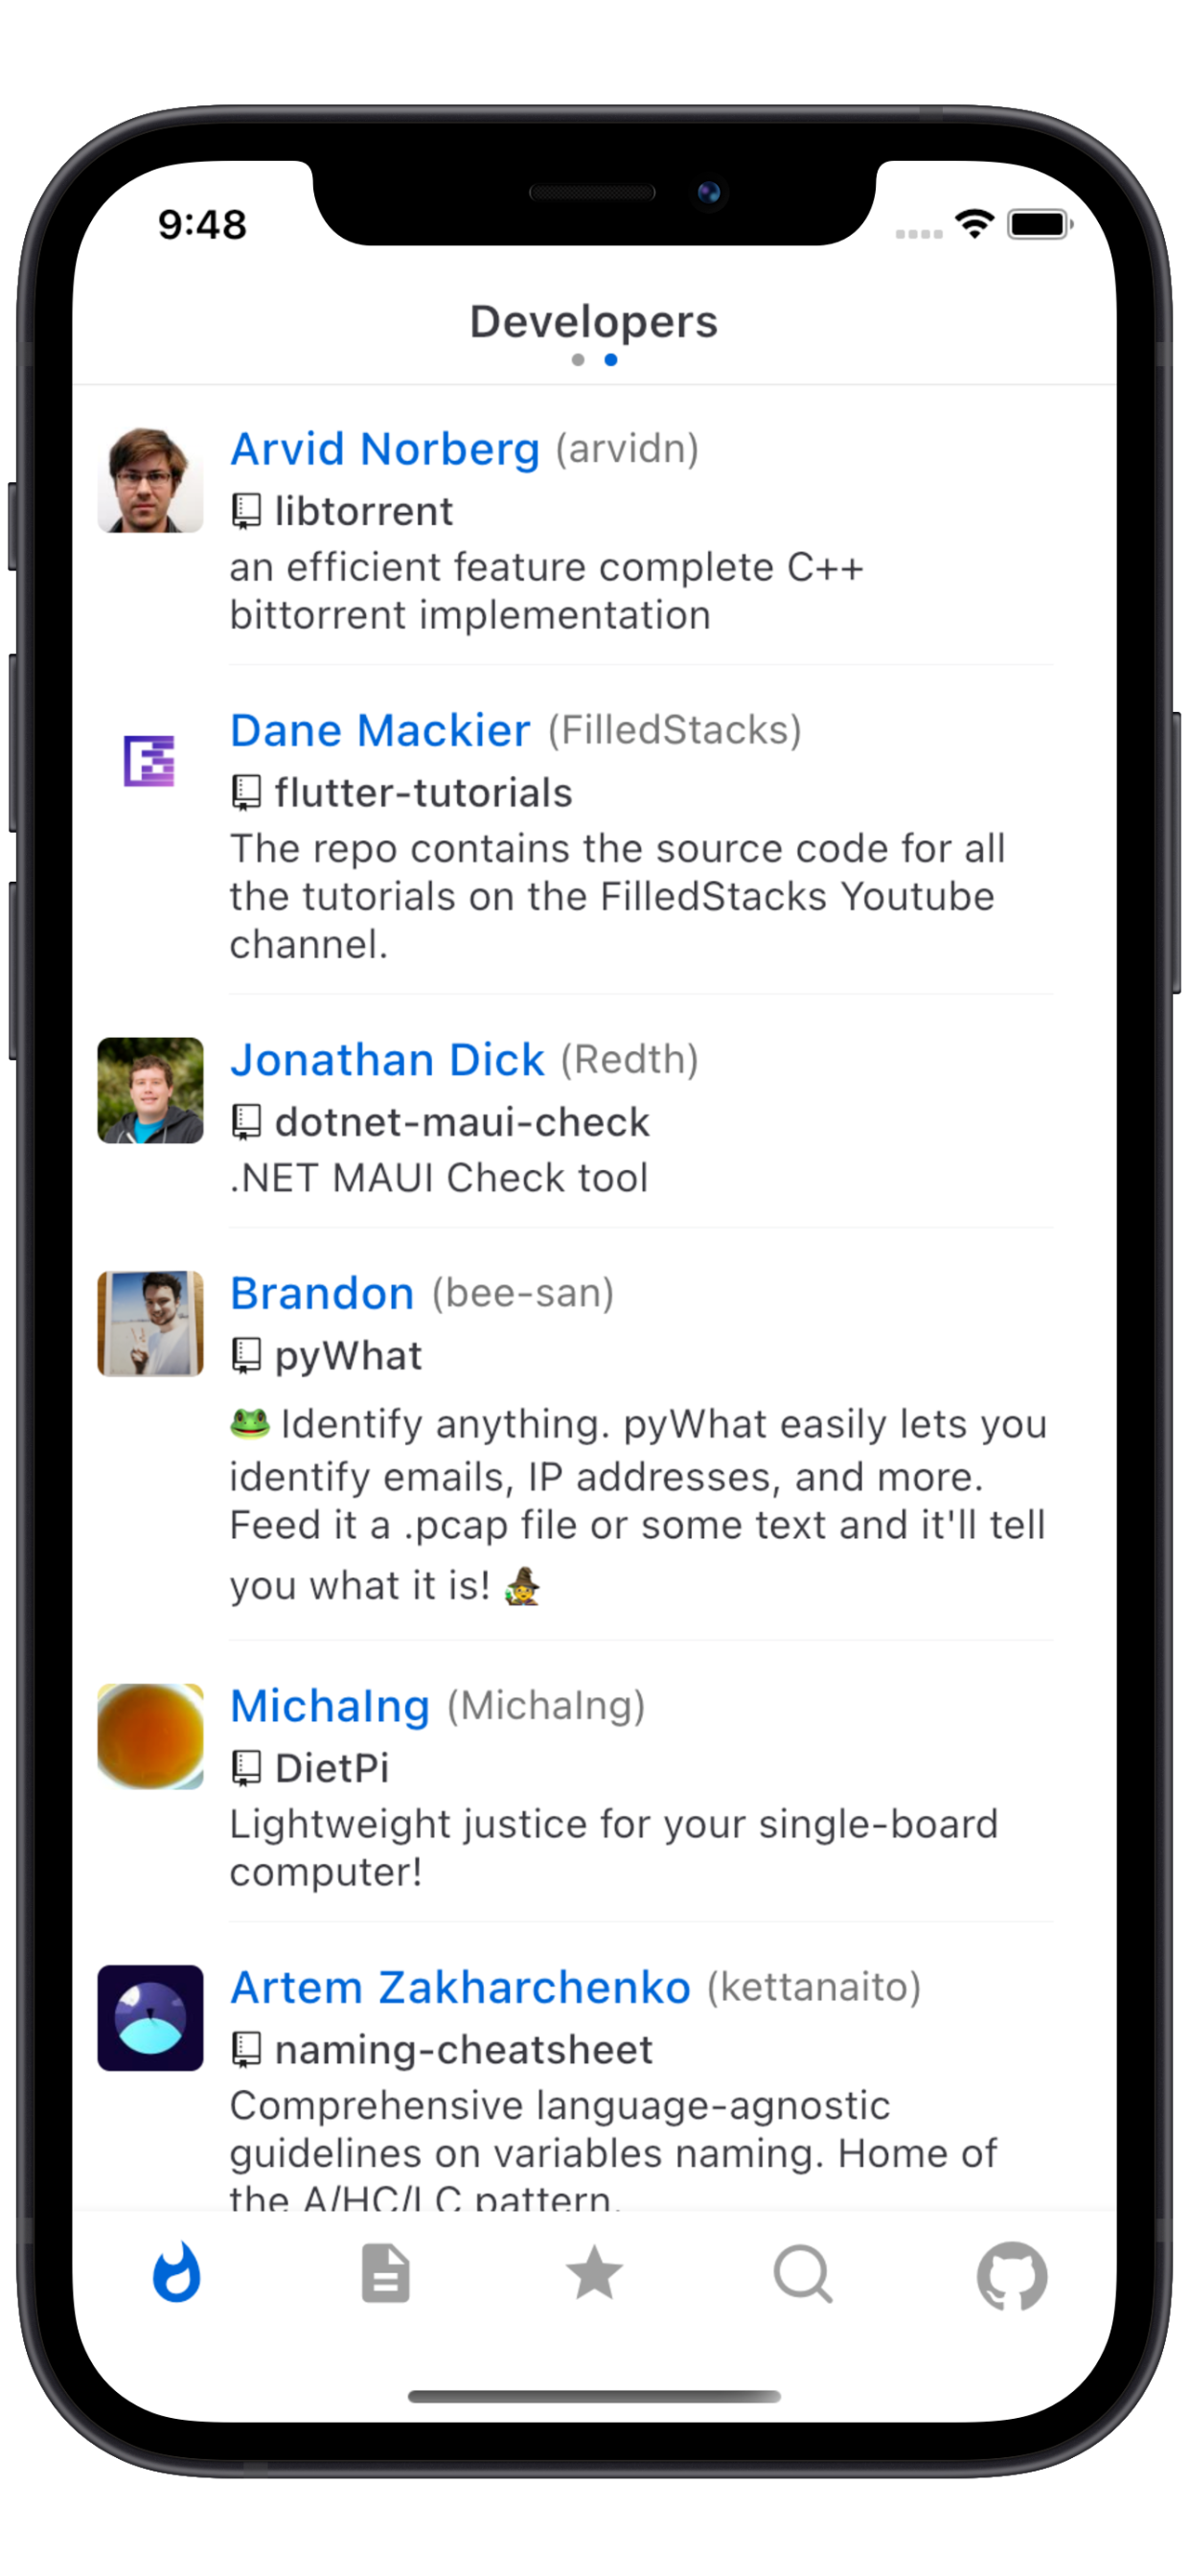 9:48
Developers
Arvid Norberg (arvidn)
libtorrent
an efficient feature complete C++
bittorrent implementation
Dane Mackier (FilledStacks)
flutter-tutorials
The repo contains the source code for all
the tutorials on the FilledStacks Youtube
channel.
Jonathan Dick (Redth)
dotnet-maui-check
.NET MAUI Check tool
Brandon (bee-san)
pyWhat
🐸 Identify anything. pyWhat easily lets you
identify emails, IP addresses, and more.
Feed it a .pcap file or some text and it'll tell
you what it is! 🧙‍♀️
MichaIng (MichaIng)
DietPi
Lightweight justice for your single-board
computer!
Artem Zakharchenko (kettanaito)
naming-cheatsheet
Comprehensive language-agnostic
guidelines on variables naming. Home of
the A/HC/LC pattern.